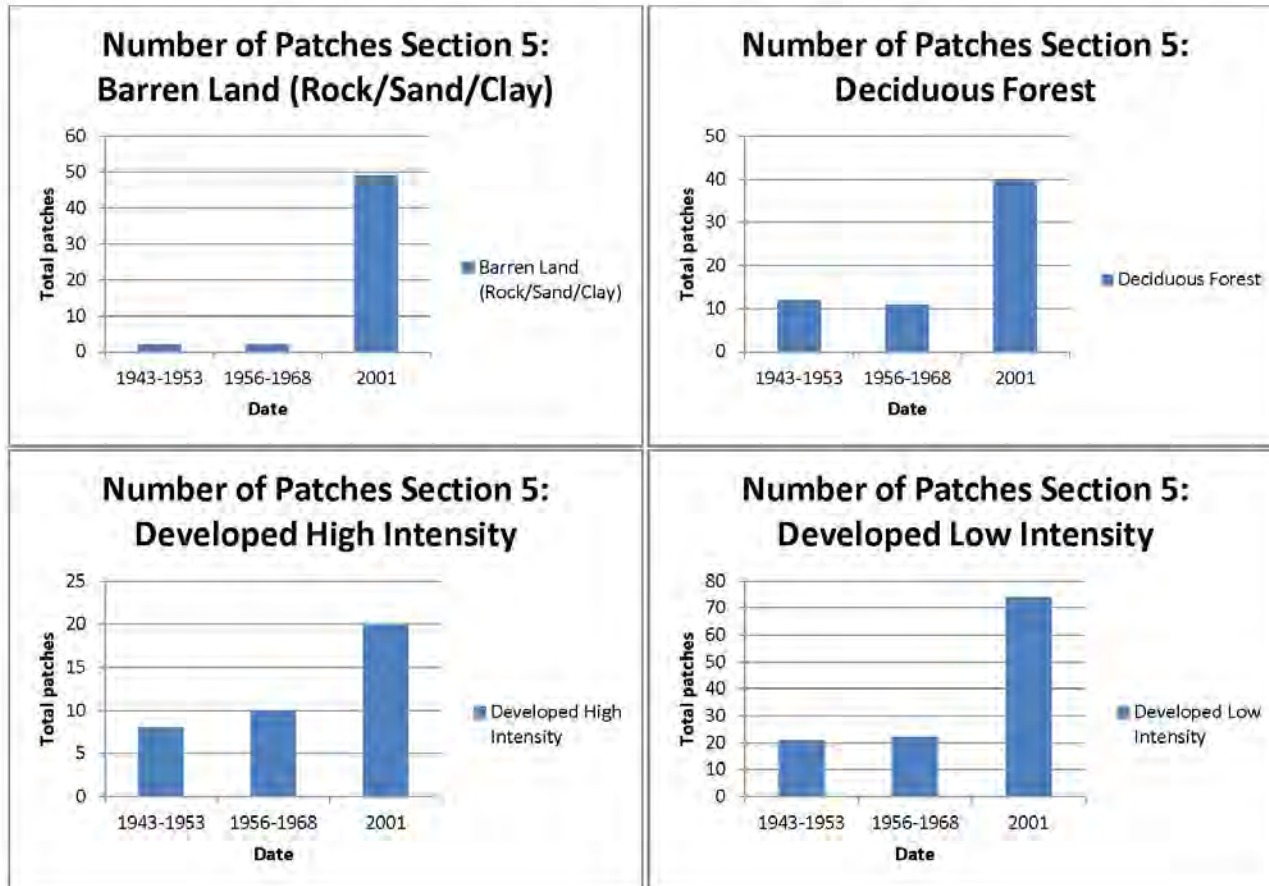 Number of Patches Section 5:
Barren Land (Rock/Sand/Clay)
60
50
40
30
20
10
0
Total patches
1943-1953
1956-1968
2001
Date
Barren Land
(Rock/Sand/Clay)
Number of Patches Section 5:
Deciduous Forest
50
40
30
20
10
0
Total patches
1943-1953
1956-1968
2001
Date
Deciduous Forest
Number of Patches Section 5:
Developed High Intensity
25
20
15
10
5
0
Total patches
1943-1953
1956-1968
2001
Date
Developed High
Intensity
Number of Patches Section 5:
Developed Low Intensity
80
70
60
50
40
30
20
10
0
Total patches
1943-1953
1956-1968
2001
Date
Developed Low
Intensity